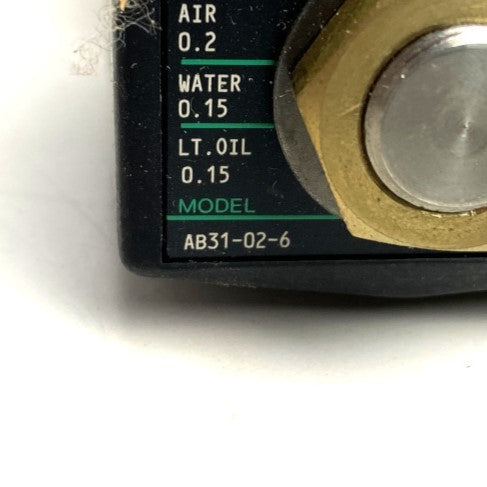 AIR
0.2
WATER
0.15
LT.OIL
0.15
MODEL
AB31-02-6